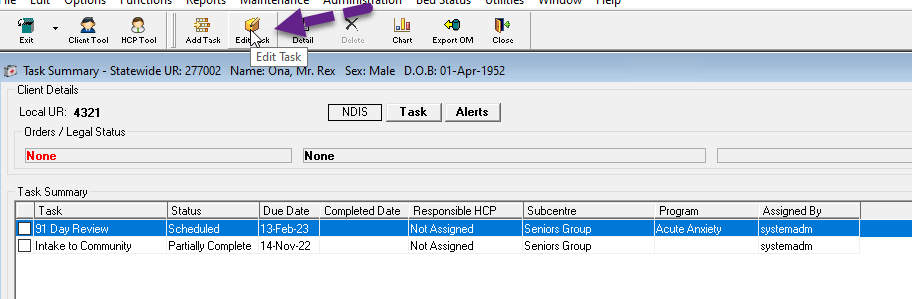 File Edit Options Functions Reports Maintenance Administration Bed Status Utilities Window Help
Exit Client Tool HCP Tool Add Task Edit Task Detail Delete Chart Export OM Close
Edit Task
Task Summary - Statewide UR: 277002 Name: Ona, Mr. Rex Sex: Male D.O.B: 01-Apr-1952
Client Details
Local UR: 4321 NDIS Task Alerts
Orders / Legal Status
None None
Task Summary
Task Status Due Date Completed Date Responsible HCP Subcentre Program Assigned By
91 Day Review Scheduled 13-Feb-23 Not Assigned Seniors Group Acute Anxiety systemadm
Intake to Community Partially Complete 14-Nov-22 Not Assigned Seniors Group systemadm